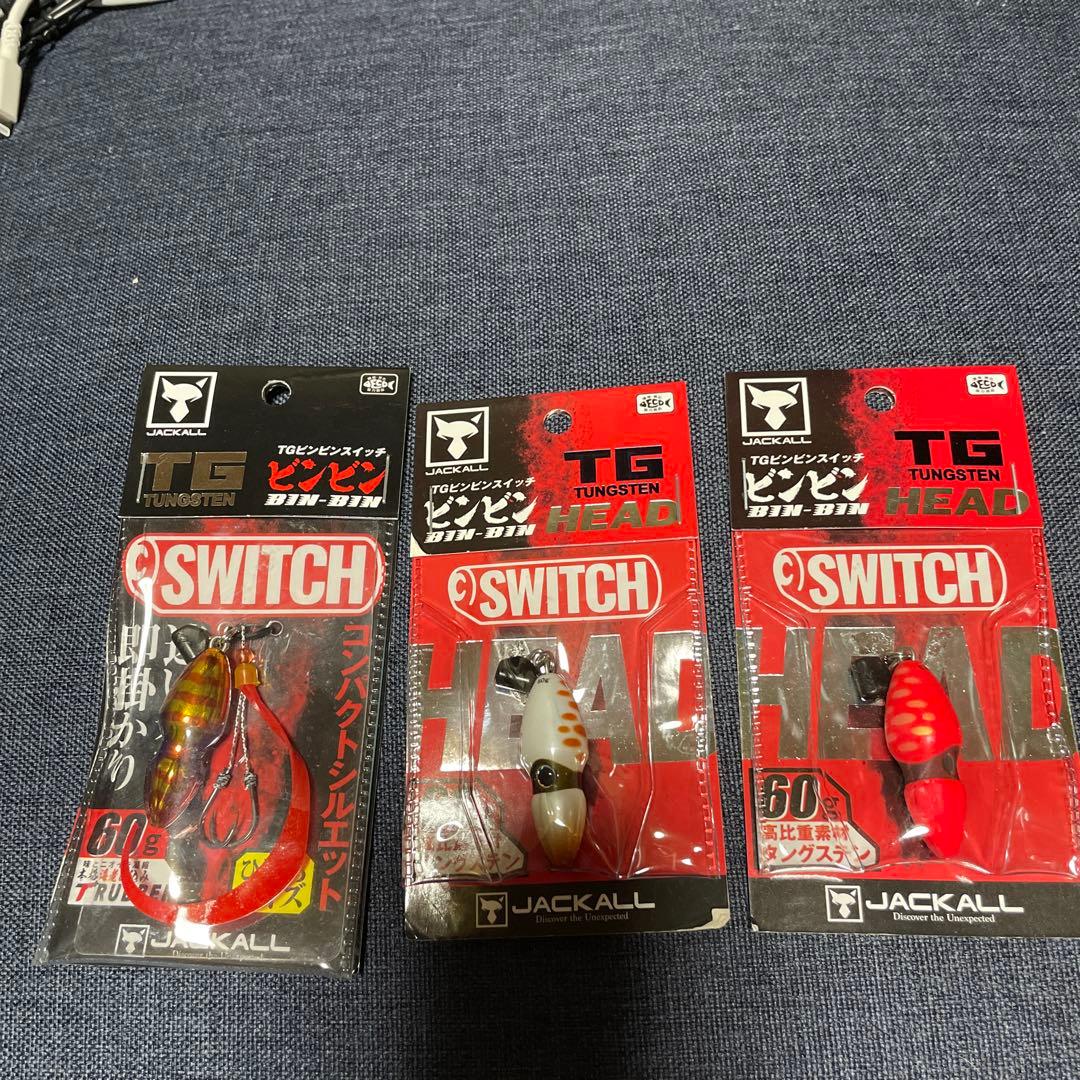 JACKALL
TG
TUNGSTEN
TGビンビンスイッチ
ビンビン
BIN-BIN
SWITCH
コンパクトシルエット
即掛かり
60g
JACKALL
Discover the Unexpected
JACKALL
TGビンビンスイッチ
ビンビン
BIN-BIN
TG
TUNGSTEN
HEAD
SWITCH
HEAD
JACKALL
Discover the Unexpected
JACKALL
TGビンビンスイッチ
ビンビン
BIN-BIN
TG
TUNGSTEN
HEAD
SWITCH
HEAD
60
高比重素材
タングステン
JACKALL
Discover the Unexpected